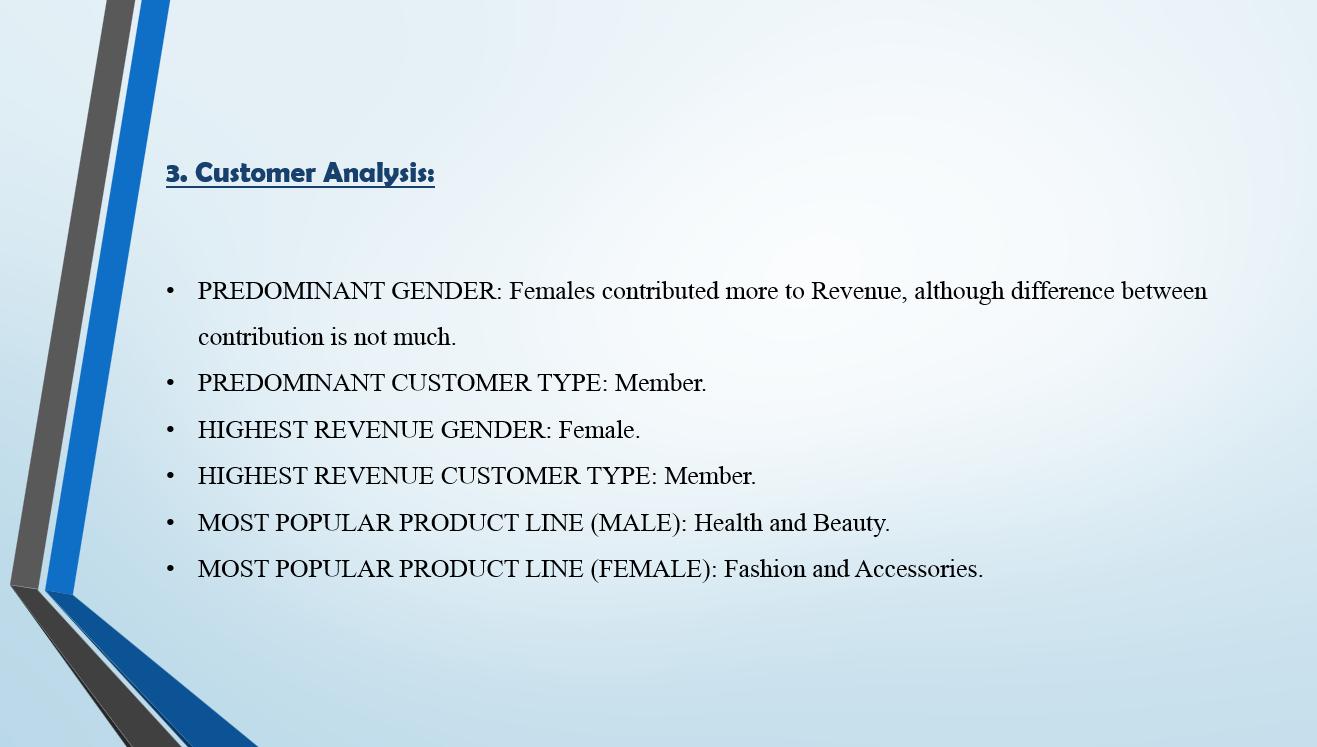 3. Customer Analysis:
• PREDOMINANT GENDER: Females contributed more to Revenue, although difference between
contribution is not much.
• PREDOMINANT CUSTOMER TYPE: Member.
• HIGHEST REVENUE GENDER: Female.
• HIGHEST REVENUE CUSTOMER TYPE: Member.
• MOST POPULAR PRODUCT LINE (MALE): Health and Beauty.
• MOST POPULAR PRODUCT LINE (FEMALE): Fashion and Accessories.